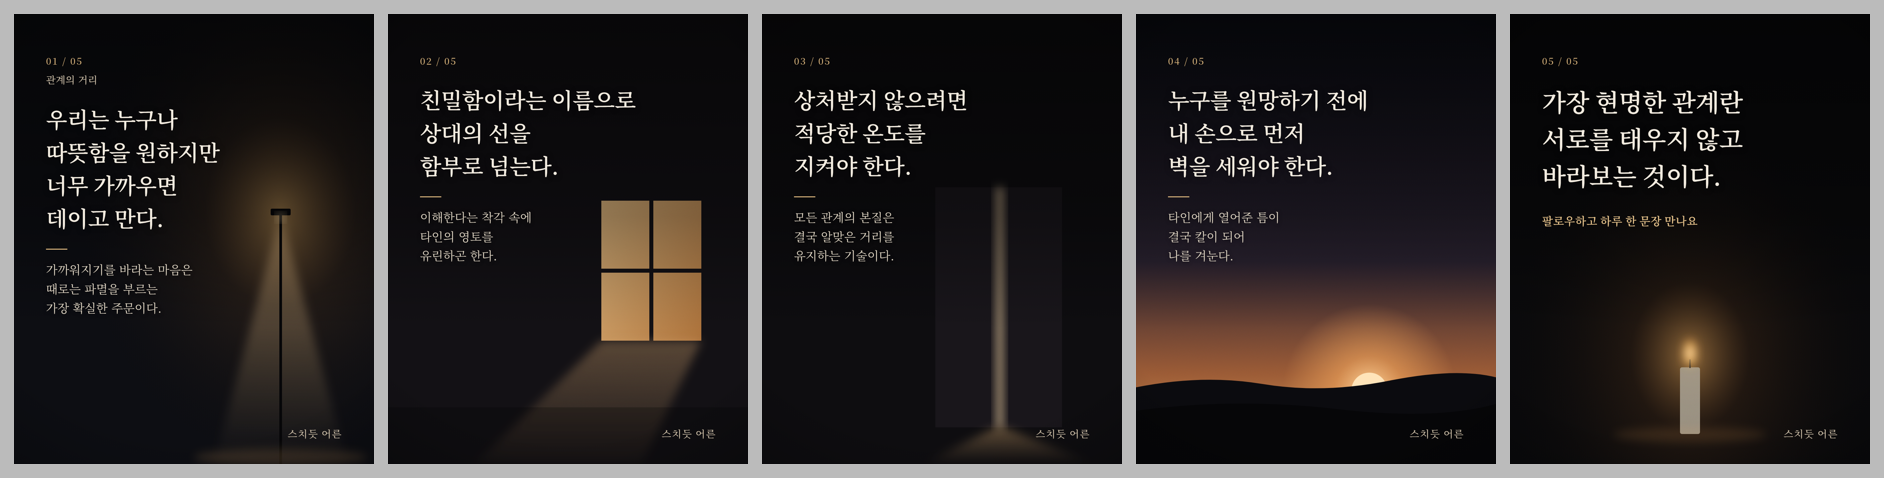 01 / 05
관계의 거리
우리는 누구나
따뜻함을 원하지만
너무 가까우면
데이고 만다.
가까워지기를 바라는 마음은
때로는 파멸을 부르는
가장 확실한 주문이다.
스치듯 어른
02 / 05
친밀함이라는 이름으로
상대의 선을
함부로 넘는다.
이해한다는 착각 속에
타인의 영토를
유린하곤 한다.
스치듯 어른
03 / 05
상처받지 않으려면
적당한 온도를
지켜야 한다.
모든 관계의 본질은
결국 알맞은 거리를
유지하는 기술이다.
스치듯 어른
04 / 05
누구를 원망하기 전에
내 손으로 먼저
벽을 세워야 한다.
타인에게 열어준 틈이
결국 칼이 되어
나를 겨눈다.
스치듯 어른
05 / 05
가장 현명한 관계란
서로를 태우지 않고
바라보는 것이다.
팔로우하고 하루 한 문장 만나요
스치듯 어른